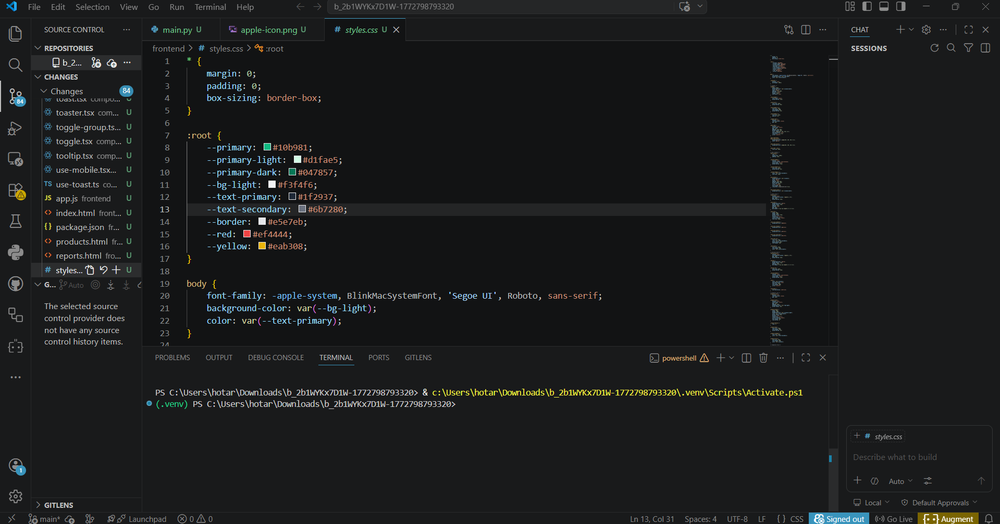 File Edit Selection View Go Run Terminal Help
b_2b1WYKx7D1W-1772798793320
SOURCE CONTROL
REPOSITORIES
b_2...
CHANGES
Changes 84
84
toast.tsx compo... U
toaster.tsx com... U
toggle-group.ts... U
toggle.tsx comp... U
tooltip.tsx comp... U
use-mobile.tsx... U
TS use-toast.ts co... U
JS app.js frontend U
<> index.html front... U
{} package.json fr... U
<> products.html fr... U
<> reports.html fro... U
# styles... U
G... Auto
The selected source
control provider does
not have any source
control history items.
1
GITLENS
main.py U
apple-icon.png U
# styles.css U
frontend > # styles.css > :root
1 * {
2 margin: 0;
3 padding: 0;
4 box-sizing: border-box;
5 }
6
7 :root {
8 --primary: #10b981;
9 --primary-light: #d1fae5;
10 --primary-dark: #047857;
11 --bg-light: #f3f4f6;
12 --text-primary: #1f2937;
13 --text-secondary: #6b7280;
14 --border: #e5e7eb;
15 --red: #ef4444;
16 --yellow: #eab308;
17 }
18
19 body {
20 font-family: -apple-system, BlinkMacSystemFont, 'Segoe UI', Roboto, sans-serif;
21 background-color: var(--bg-light);
22 color: var(--text-primary);
23 }
24
PROBLEMS OUTPUT DEBUG CONSOLE TERMINAL PORTS GITLENS
powershell
PS C:\Users\hotar\Downloads\b_2b1WYKx7D1W-1772798793320> & c:\Users\hotar\Downloads\b_2b1WYKx7D1W-1772798793320\.venv\Scripts\Activate.ps1
(.venv) PS C:\Users\hotar\Downloads\b_2b1WYKx7D1W-1772798793320>
CHAT
SESSIONS
# styles.css
Describe what to build
Auto
Local Default Approvals
main* Launchpad 0 0
Ln 13, Col 31 Spaces: 4 UTF-8 LF {} CSS Signed out Go Live Augment